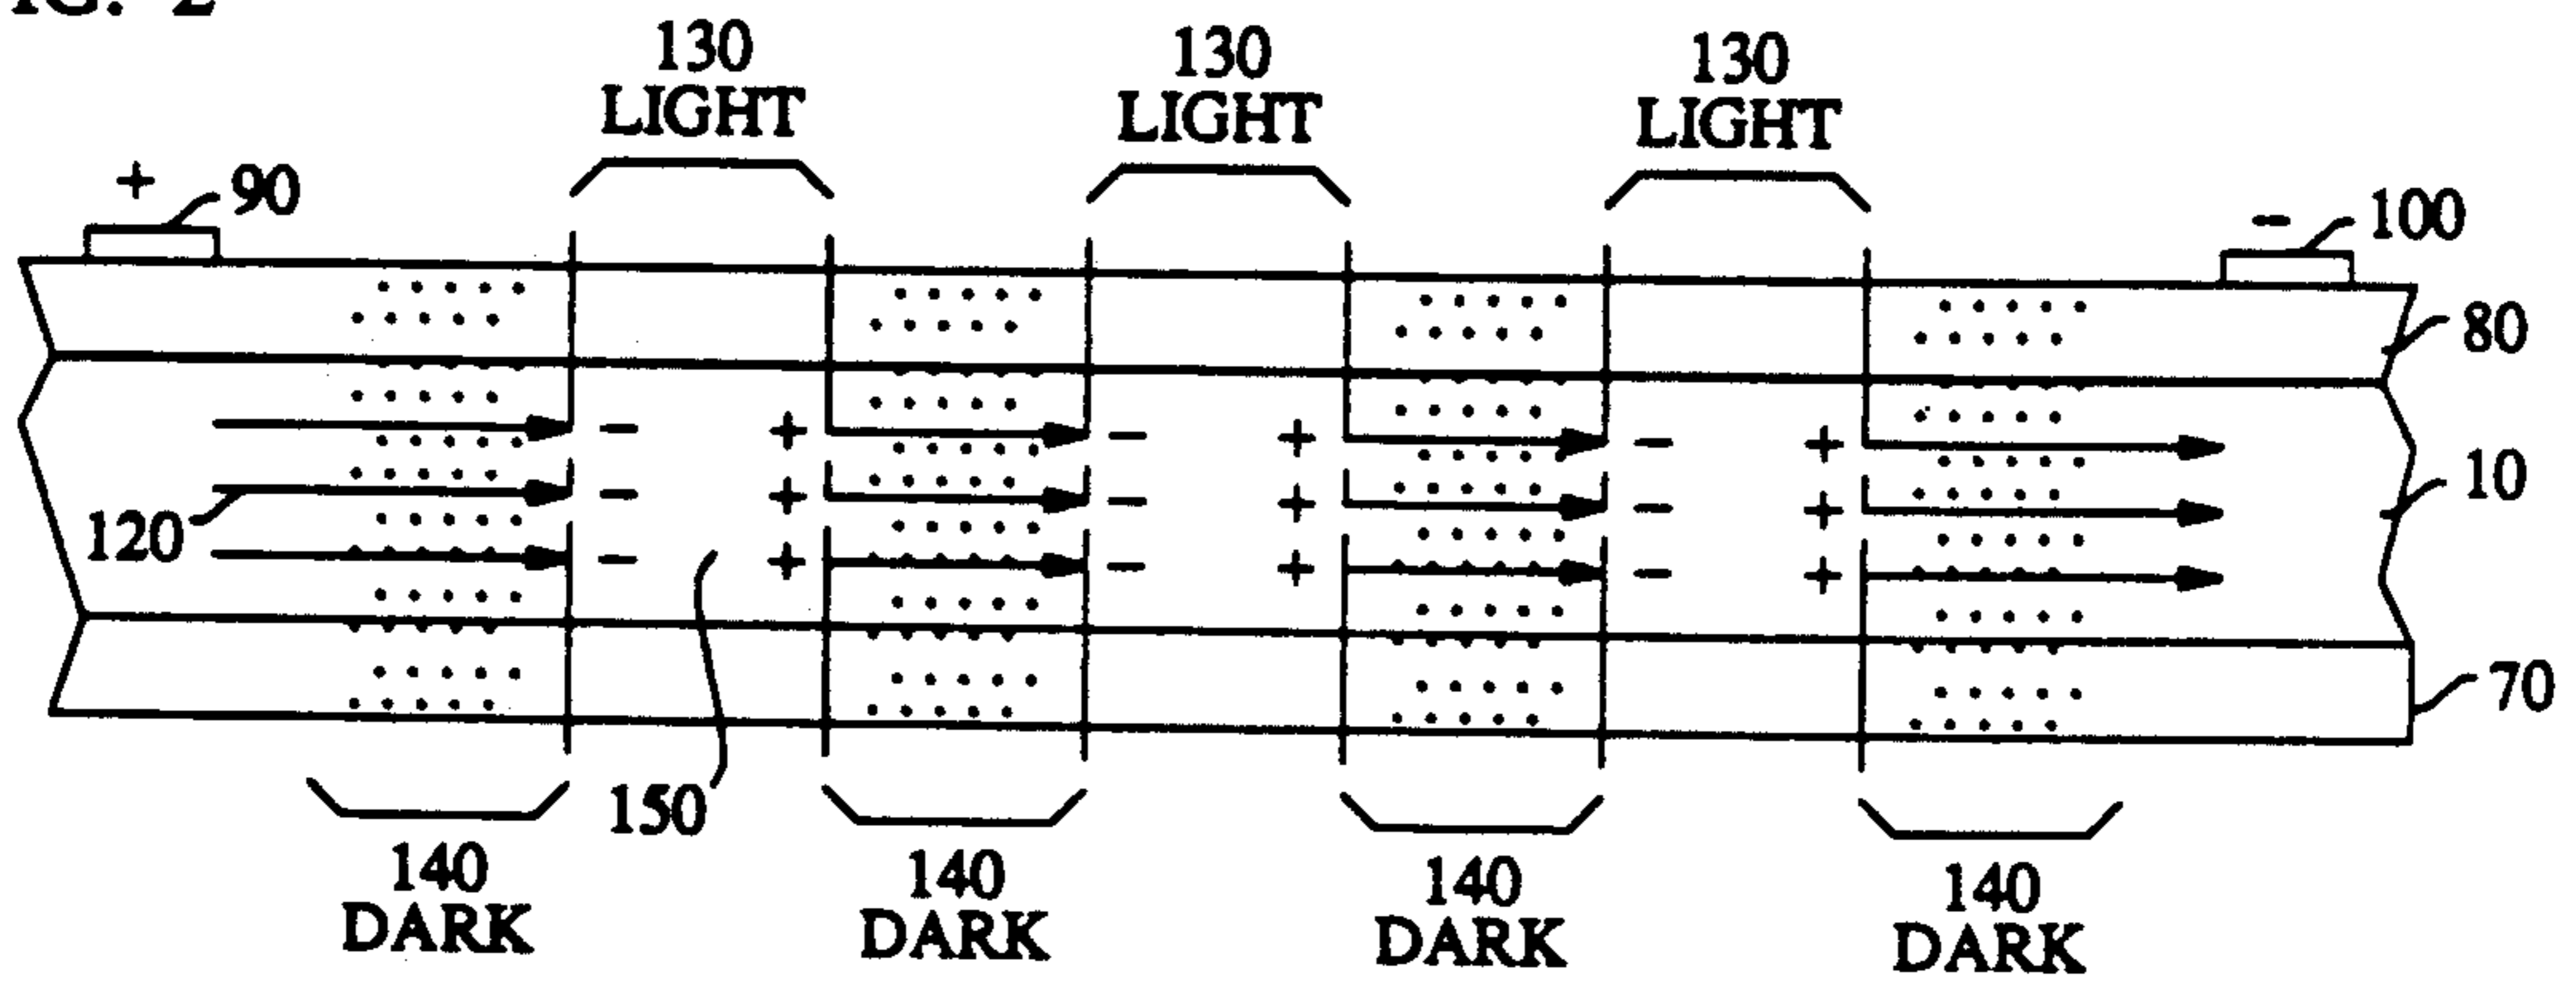 130
LIGHT
130
LIGHT
130
LIGHT
+
90
-
100
80
- + - + - +
- + - + - +
10
120
- + - + - +
70
150
140
DARK
140
DARK
140
DARK
140
DARK